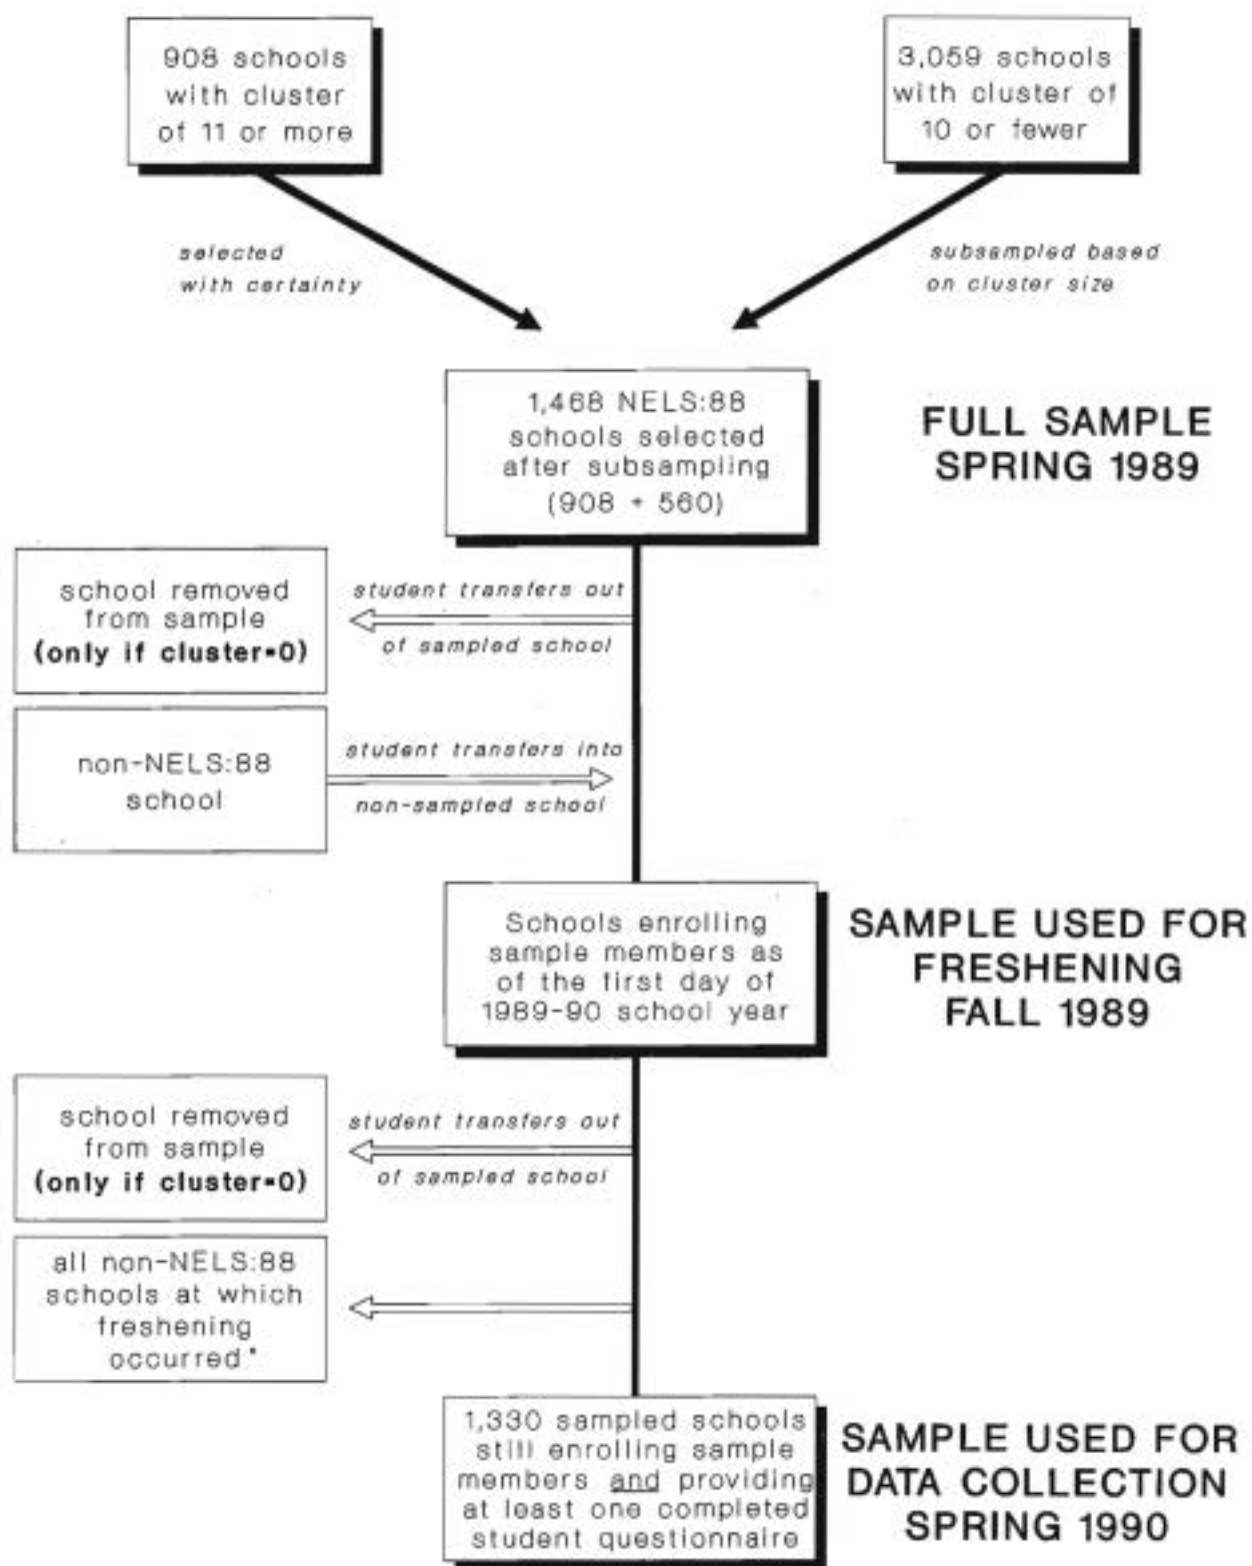 908 schools
with cluster
of 11 or more
3,059 schools
with cluster of
10 or fewer
selected
with certainty
subsampled based
on cluster size
1,468 NELS:88
schools selected
after subsampling
(908 + 560)
FULL SAMPLE
SPRING 1989
school removed
from sample
(only if cluster=0)
student transfers out
of sampled school
non-NELS:88
school
student transfers into
non-sampled school
Schools enrolling
sample members as
of the first day of
1989-90 school year
SAMPLE USED FOR
FRESHENING
FALL 1989
school removed
from sample
(only if cluster=0)
student transfers out
of sampled school
all non-NELS:88
schools at which
freshening
occurred*
1,330 sampled schools
still enrolling sample
members and providing
at least one completed
student questionnaire
SAMPLE USED FOR
DATA COLLECTION
SPRING 1990